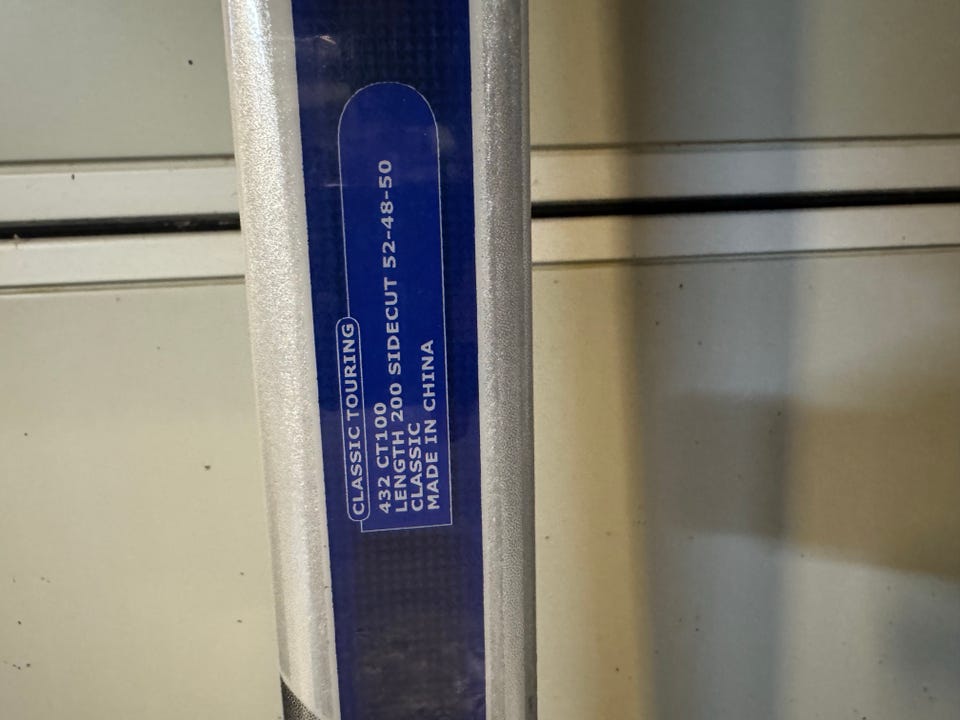 CLASSIC TOURING
432 CT100
LENGTH 200 SIDECUT 52-48-50
CLASSIC
MADE IN CHINA